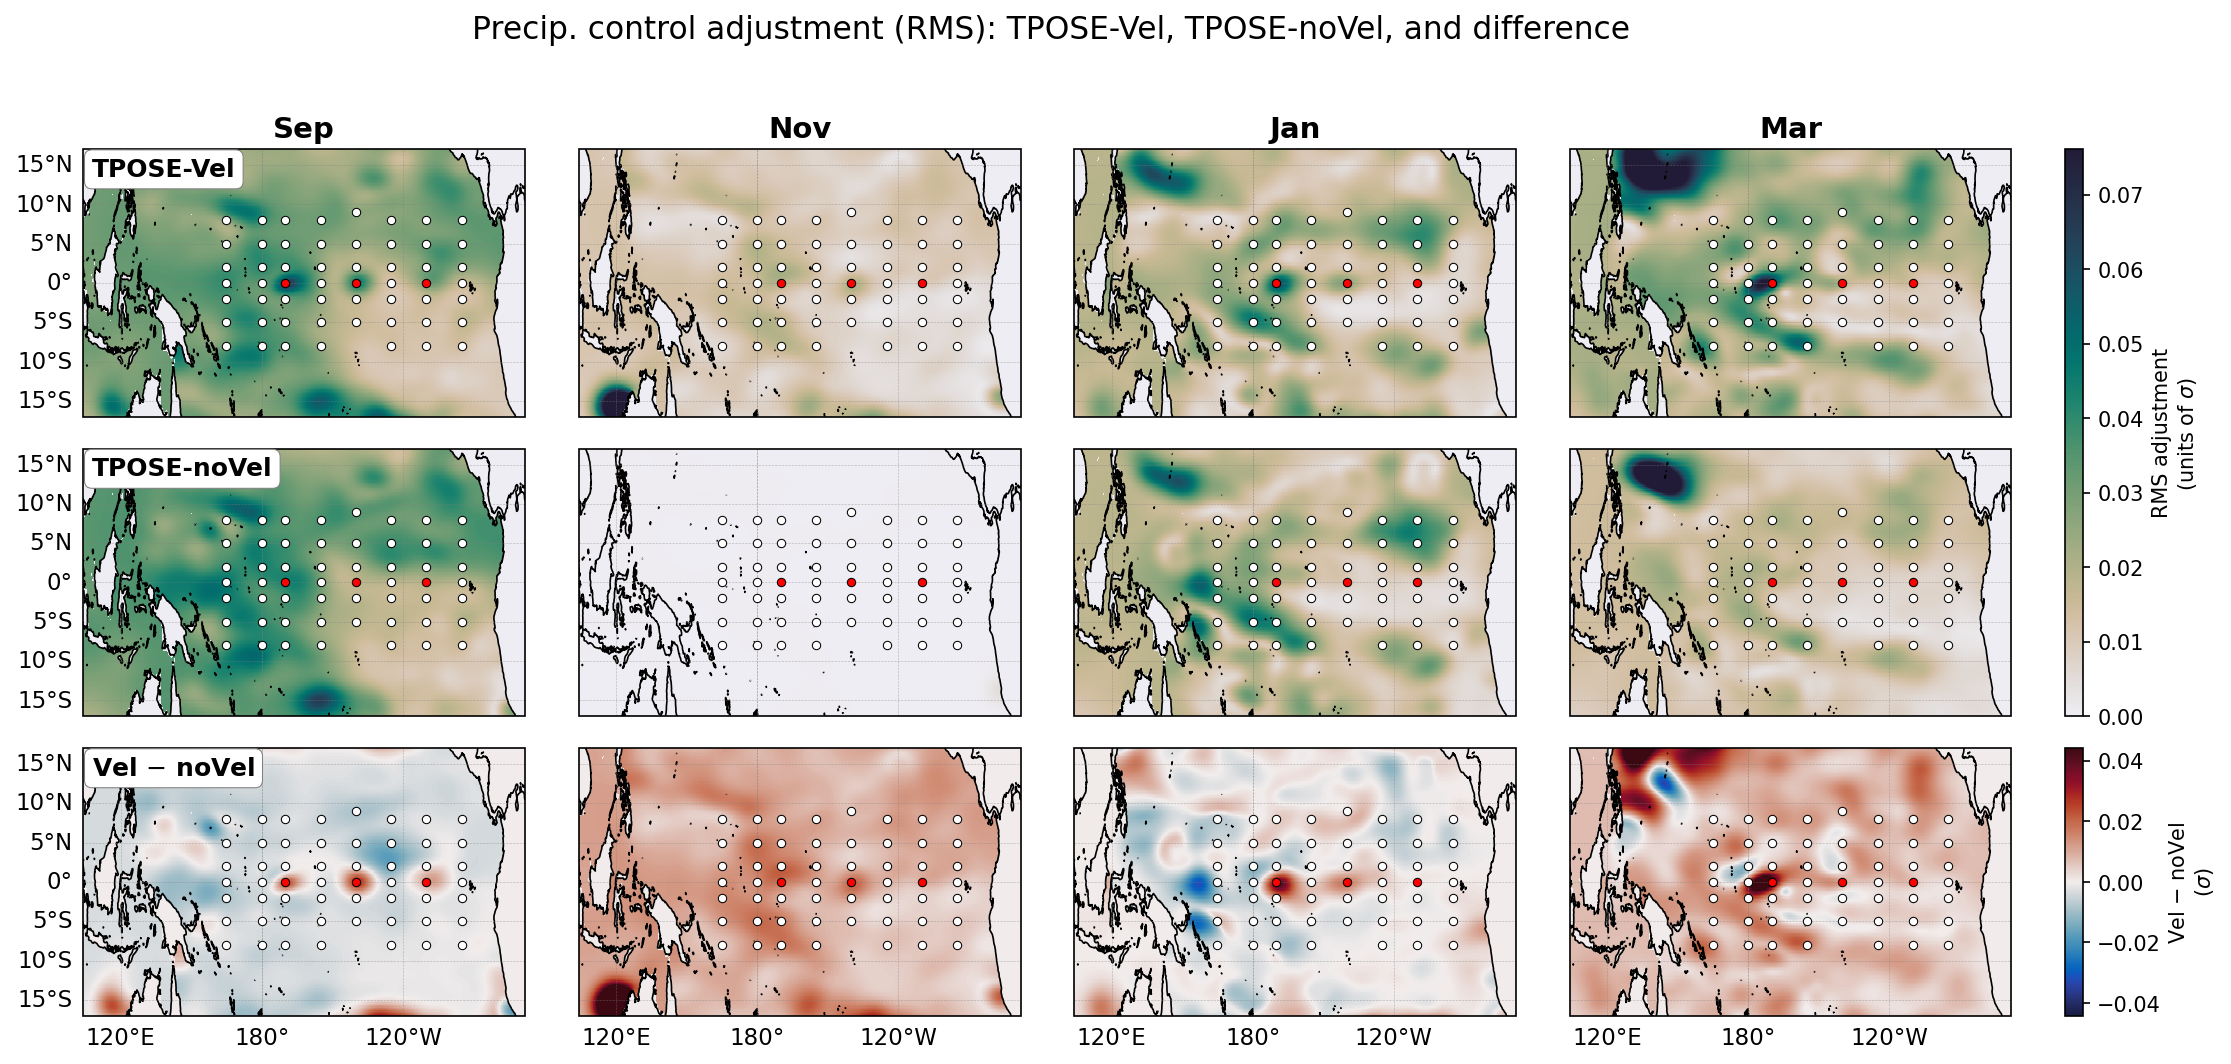 Precip. control adjustment (RMS): TPOSE-Vel, TPOSE-noVel, and difference
Sep
Nov
Jan
Mar
TPOSE-Vel
15°N
10°N
5°N
0°
5°S
10°S
15°S
TPOSE-noVel
15°N
10°N
5°N
0°
5°S
10°S
15°S
Vel − noVel
15°N
10°N
5°N
0°
5°S
10°S
15°S
120°E
180°
120°W
120°E
180°
120°W
120°E
180°
120°W
120°E
180°
120°W
0.07
0.06
0.05
0.04
0.03
0.02
0.01
0.00
RMS adjustment
(units of σ)
0.04
0.02
0.00
−0.02
−0.04
Vel − noVel
(σ)